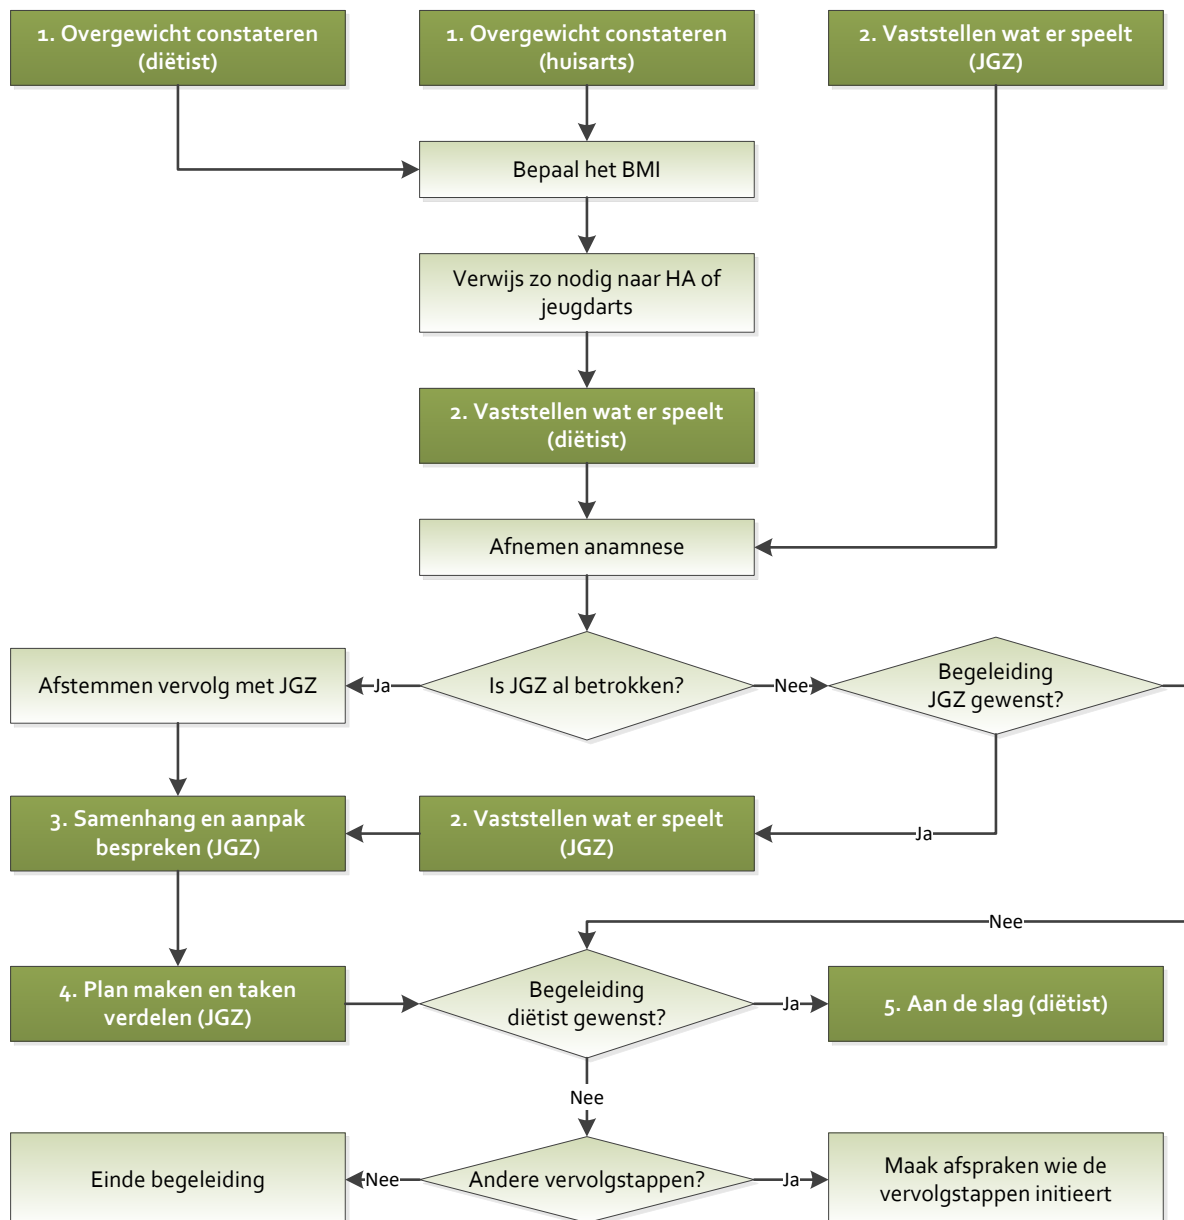 1. Overgewicht constateren
(diëtist)
1. Overgewicht constateren
(huisarts)
2. Vaststellen wat er speelt
(JGZ)
Bepaal het BMI
Verwijs zo nodig naar HA of
jeugdarts
2. Vaststellen wat er speelt
(diëtist)
Afnemen anamnese
Afstemmen vervolg met JGZ
Ja
Is JGZ al betrokken?
Nee
Begeleiding
JGZ gewenst?
3. Samenhang en aanpak
bespreken (JGZ)
2. Vaststellen wat er speelt
(JGZ)
Ja
Nee
4. Plan maken en taken
verdelen (JGZ)
Begeleiding
diëtist gewenst?
Ja
5. Aan de slag (diëtist)
Nee
Einde begeleiding
Nee
Andere vervolgstappen?
Ja
Maak afspraken wie de
vervolgstappen initieert